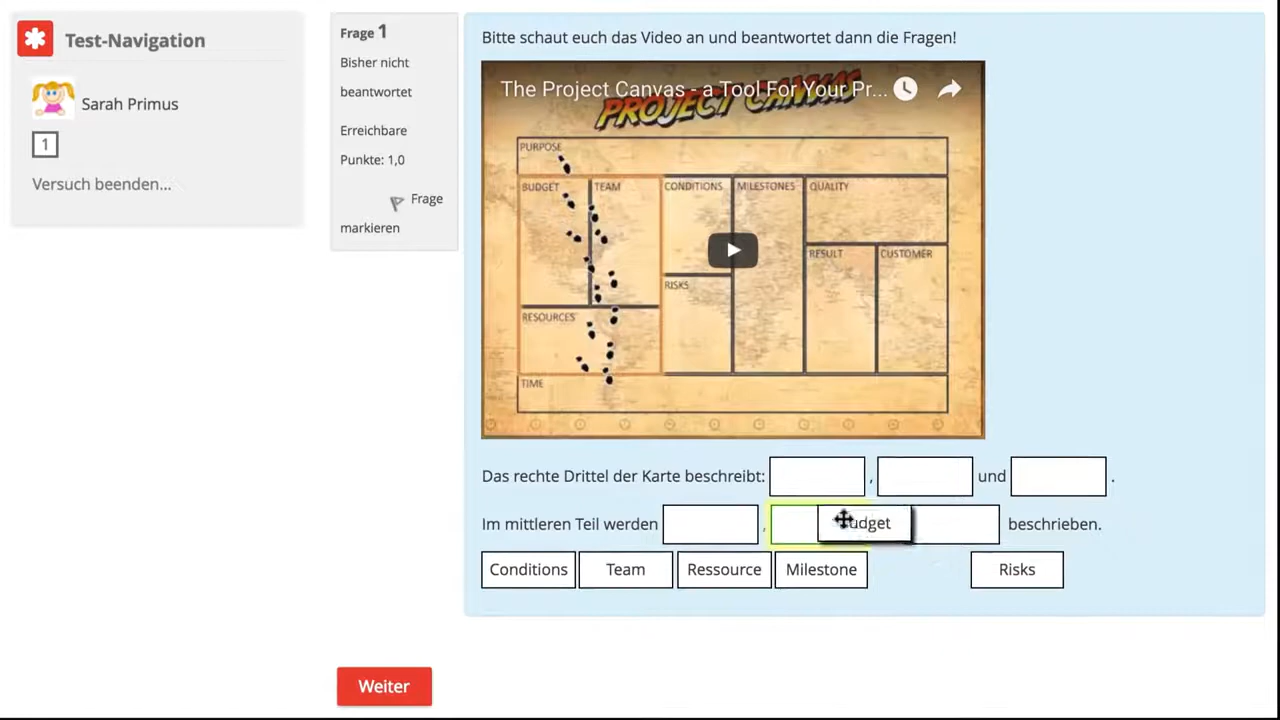 Test-Navigation
Sarah Primus
1
Versuch beenden...
Frage 1
Bisher nicht
beantwortet
Erreichbare
Punkte: 1,0
Frage
markieren
Bitte schaut euch das Video an und beantwortet dann die Fragen!
The Project Canvas - a Tool For Your Pr...
PROJECT CANVAS
PURPOSE
BUDGET
TEAM
CONDITIONS
MILESTONES
QUALITY
RESULT
CUSTOMER
RISKS
RESOURCES
TIME
Das rechte Drittel der Karte beschreibt: , und .
Im mittleren Teil werden , Budget beschrieben.
Conditions Team Ressource Milestone Risks
Weiter